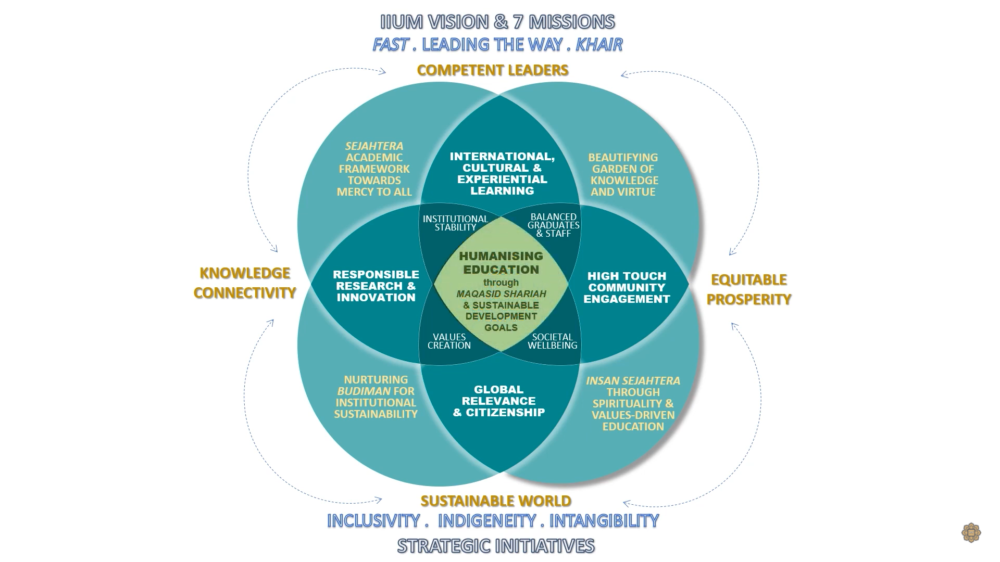 IIUM VISION & 7 MISSIONS
FAST . LEADING THE WAY . KHAIR
COMPETENT LEADERS
SEJAHTERA
ACADEMIC
FRAMEWORK
TOWARDS
MERCY TO ALL
INTERNATIONAL,
CULTURAL &
EXPERIENTIAL
LEARNING
BEAUTIFYING
GARDEN OF
KNOWLEDGE
AND VIRTUE
INSTITUTIONAL
STABILITY
BALANCED
GRADUATES
& STAFF
KNOWLEDGE
CONNECTIVITY
RESPONSIBLE
RESEARCH &
INNOVATION
HUMANISING
EDUCATION
through
MAQASID SHARIAH
& SUSTAINABLE
DEVELOPMENT
GOALS
HIGH TOUCH
COMMUNITY
ENGAGEMENT
EQUITABLE
PROSPERITY
VALUES
CREATION
SOCIETAL
WELLBEING
NURTURING
BUDIMAN FOR
INSTITUTIONAL
SUSTAINABILITY
GLOBAL
RELEVANCE
& CITIZENSHIP
INSAN SEJAHTERA
THROUGH
SPIRITUALITY &
VALUES-DRIVEN
EDUCATION
SUSTAINABLE WORLD
INCLUSIVITY . INDIGENEITY . INTANGIBILITY
STRATEGIC INITIATIVES